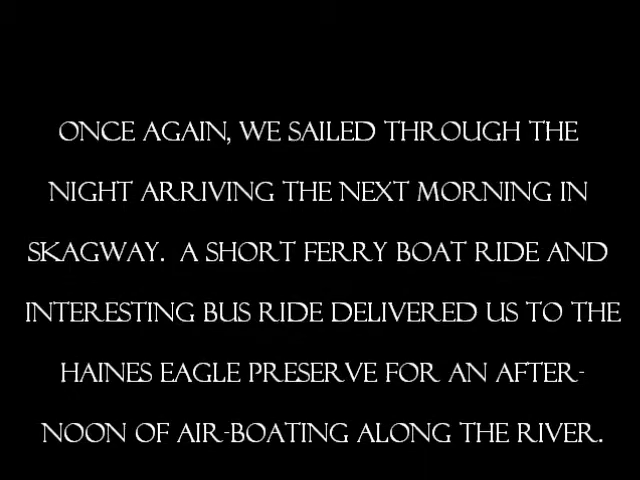 ONCE AGAIN, WE SAILED THROUGH THE
NIGHT ARRIVING THE NEXT MORNING IN
SKAGWAY.  A SHORT FERRY BOAT RIDE AND
INTERESTING BUS RIDE DELIVERED US TO THE
HAINES EAGLE PRESERVE FOR AN AFTER-
NOON OF AIR-BOATING ALONG THE RIVER.